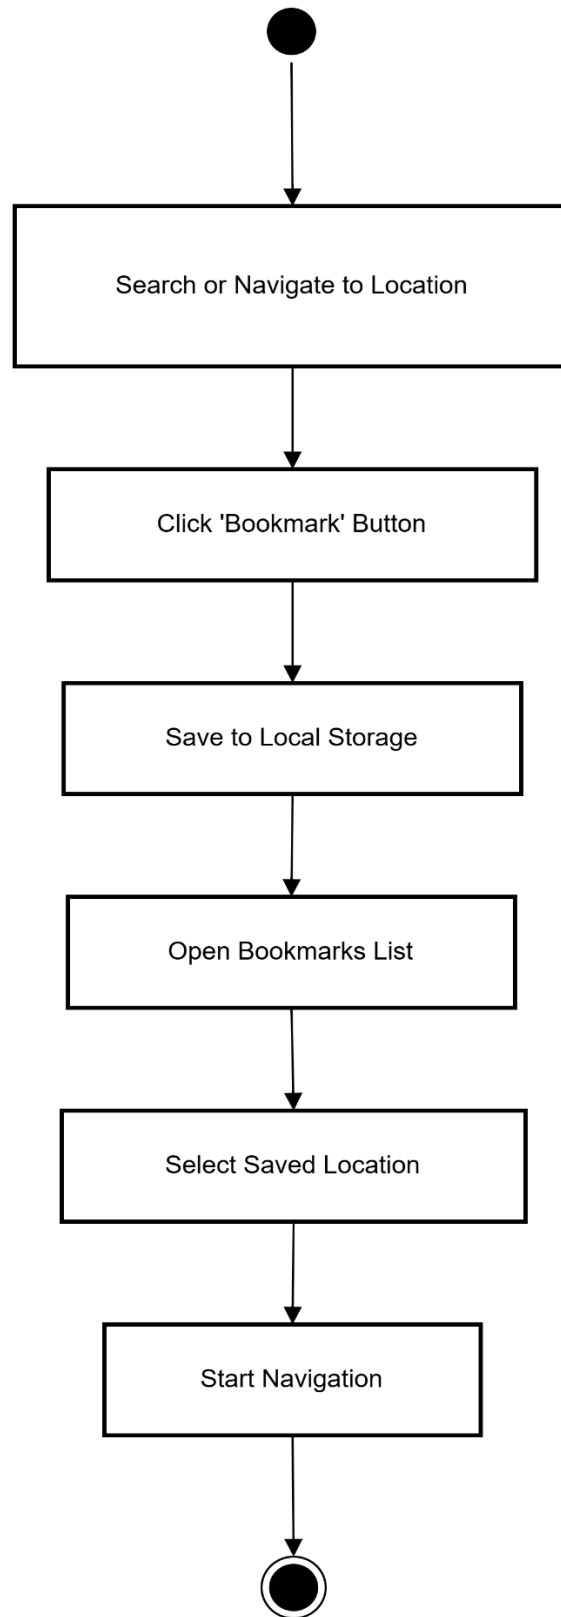 Search or Navigate to Location
Click 'Bookmark' Button
Save to Local Storage
Open Bookmarks List
Select Saved Location
Start Navigation